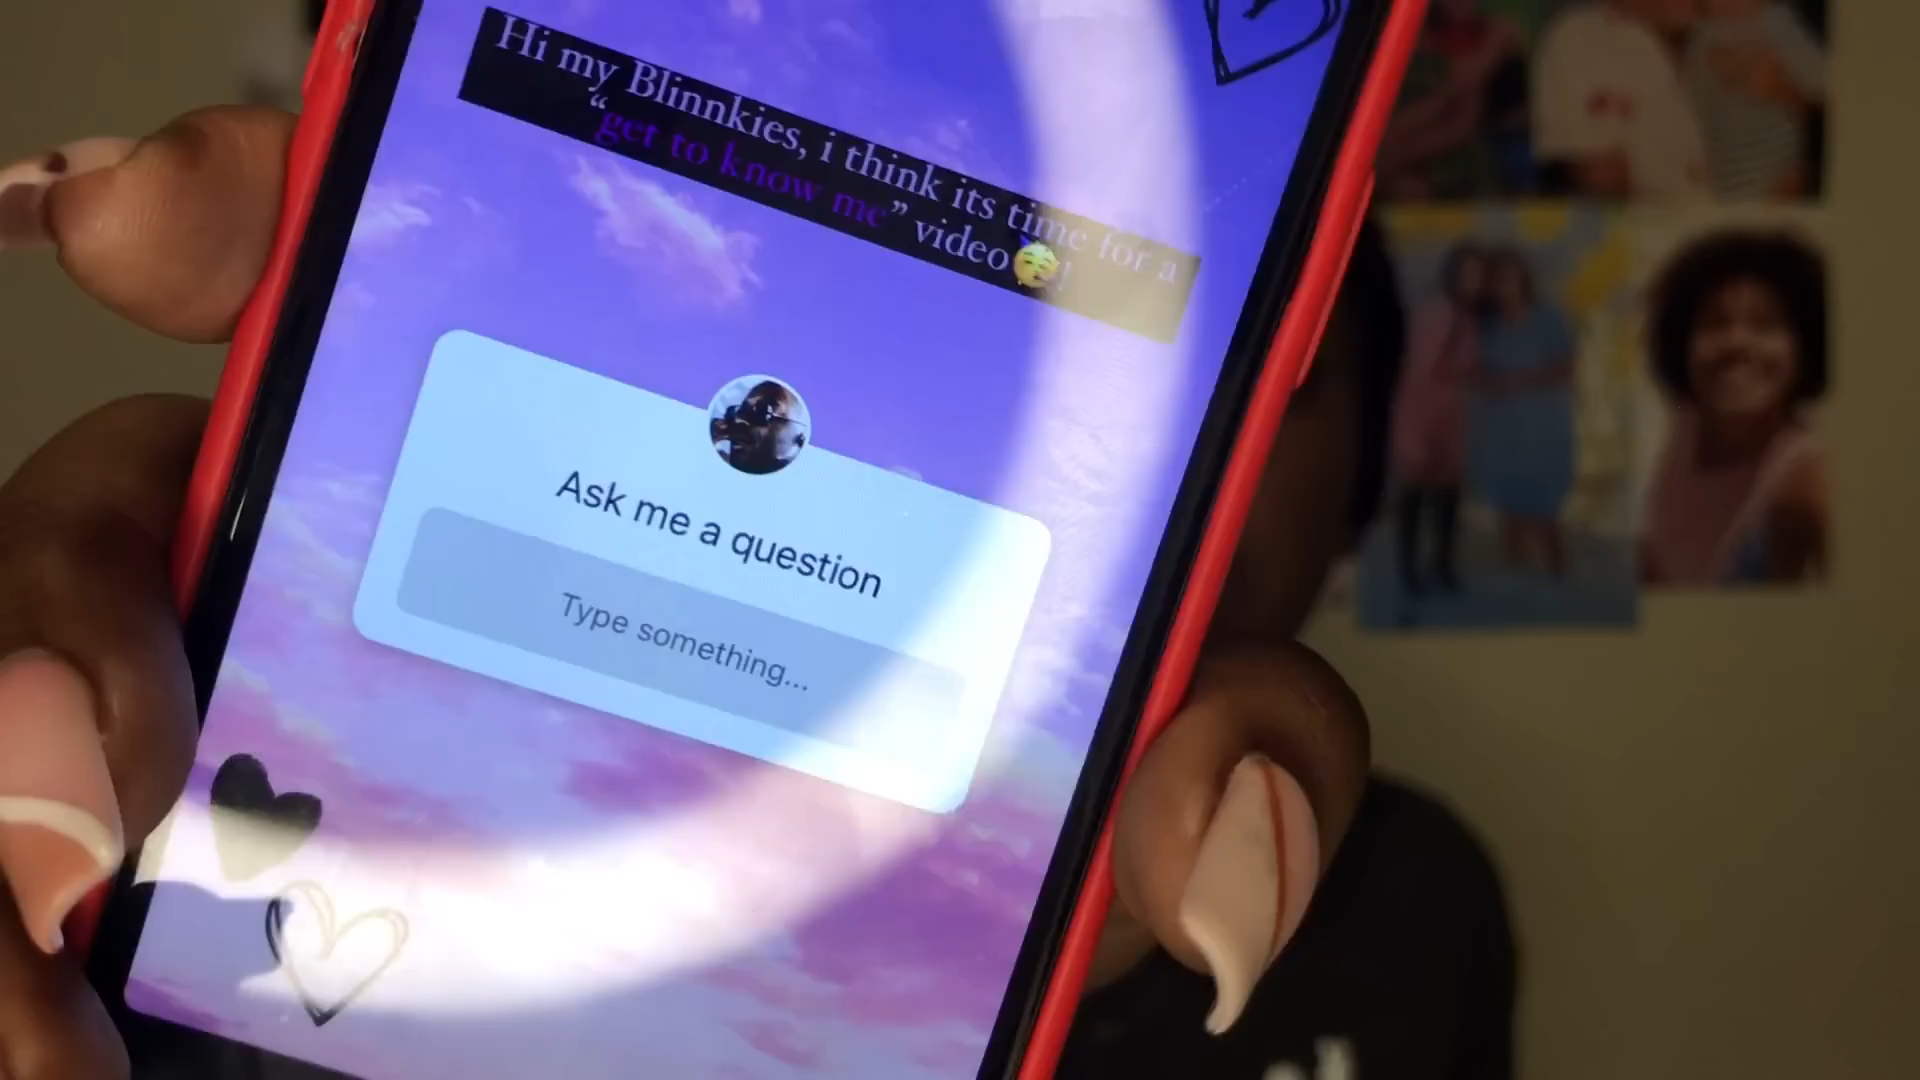 Hi my Blinnkies, i think its time for a
“get to know me” video🥳!
Ask me a question
Type something...